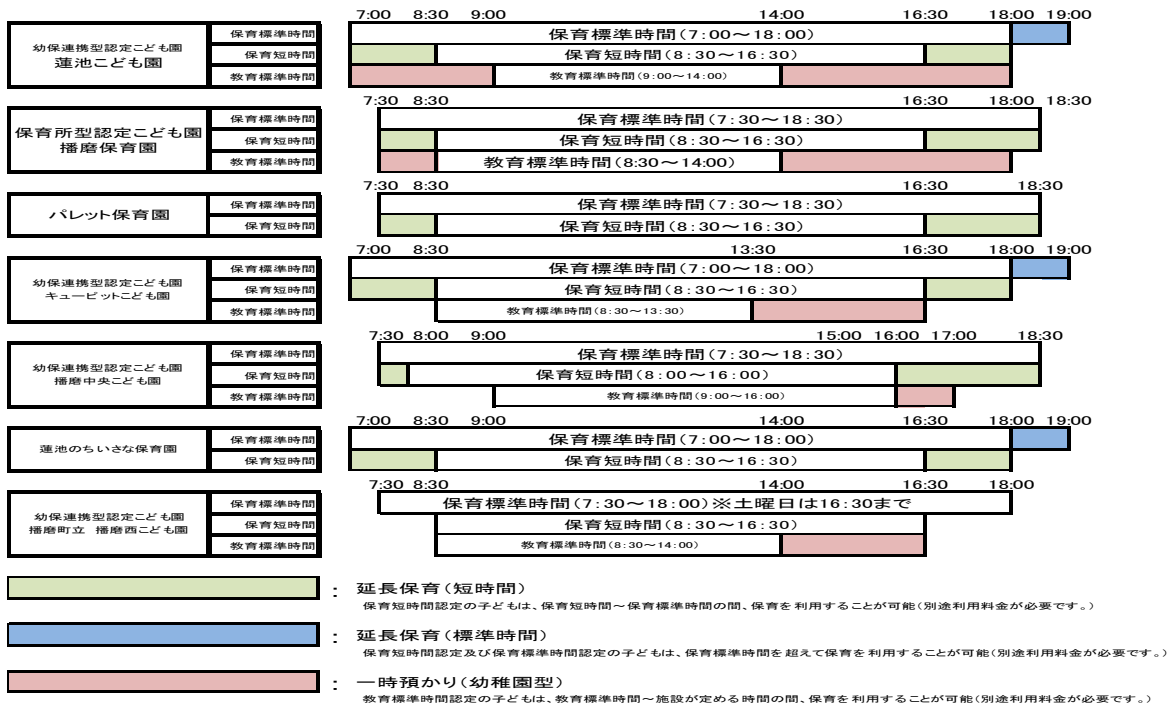 7:00 8:30 9:00 14:00 16:30 18:00 19:00
幼保連携型認定こども園
蓮池こども園
保育標準時間 保育標準時間(7:00～18:00)
保育短時間 保育短時間(8:30～16:30)
教育標準時間 教育標準時間(9:00～14:00)
7:30 8:30 16:30 18:00 18:30
保育所型認定こども園
播磨保育園
保育標準時間 保育標準時間(7:30～18:30)
保育短時間 保育短時間(8:30～16:30)
教育標準時間 教育標準時間(8:30～14:00)
7:30 8:30 16:30 18:30
パレット保育園
保育標準時間 保育標準時間(7:30～18:30)
保育短時間 保育短時間(8:30～16:30)
7:00 8:30 13:30 16:30 18:00 19:00
幼保連携型認定こども園
キューピットこども園
保育標準時間 保育標準時間(7:00～18:00)
保育短時間 保育短時間(8:30～16:30)
教育標準時間 教育標準時間(8:30～13:30)
7:30 8:00 9:00 15:00 16:00 17:00 18:30
幼保連携型認定こども園
播磨中央こども園
保育標準時間 保育標準時間(7:30～18:30)
保育短時間 保育短時間(8:00～16:00)
教育標準時間 教育標準時間(9:00～16:00)
7:00 8:30 9:00 14:00 16:30 18:00 19:00
蓮池のちいさな保育園
保育標準時間 保育標準時間(7:00～18:00)
保育短時間 保育短時間(8:30～16:30)
7:30 8:30 14:00 16:30 18:00
幼保連携型認定こども園
播磨町立 播磨西こども園
保育標準時間 保育標準時間(7:30～18:00)※土曜日は16:30まで
保育短時間 保育短時間(8:30～16:30)
教育標準時間 教育標準時間(8:30～14:00)
: 延長保育(短時間)
保育短時間認定の子どもは、保育短時間～保育標準時間の間、保育を利用することが可能(別途利用料金が必要です。)
: 延長保育(標準時間)
保育短時間認定及び保育標準時間認定の子どもは、保育標準時間を超えて保育を利用することが可能(別途利用料金が必要です。)
: 一時預かり(幼稚園型)
教育標準時間認定の子どもは、教育標準時間～施設が定める時間の間、保育を利用することが可能(別途利用料金が必要です。)